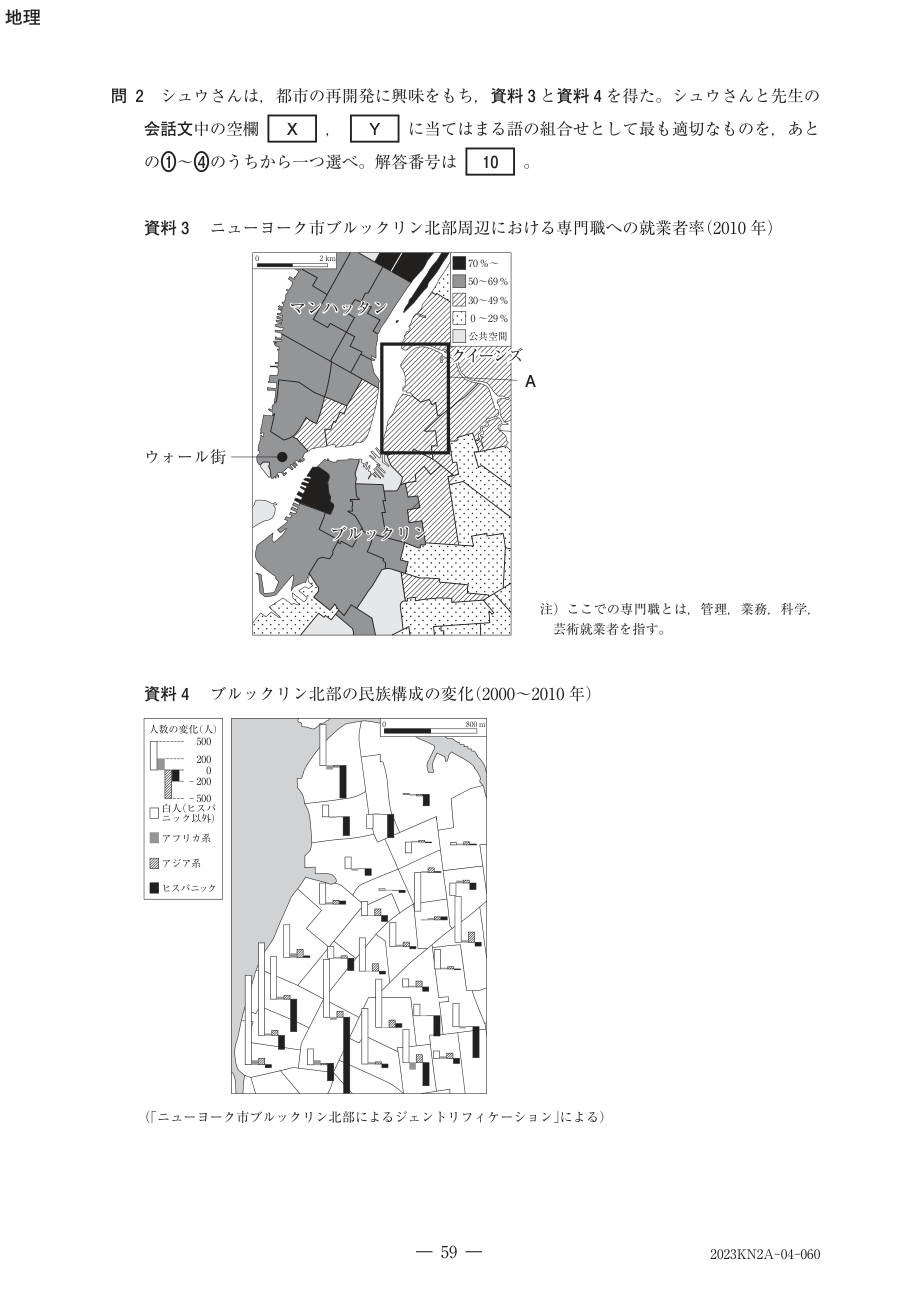 地理
問 2 シュウさんは，都市の再開発に興味をもち，資料3と資料4を得た。シュウさんと先生の
会話文中の空欄 X ， Y に当てはまる語の組合せとして最も適切なものを，あと
の①～④のうちから一つ選べ。解答番号は 10 。
資料3 ニューヨーク市ブルックリン北部周辺における専門職への就業者率(2010 年)
0 2 km
70 %～
50～69 %
30～49 %
0～29 %
公共空間
マンハッタン
クイーンズ
A
ウォール街
ブルックリン
注）ここでの専門職とは，管理，業務，科学，
芸術就業者を指す。
資料4 ブルックリン北部の民族構成の変化(2000～2010 年)
人数の変化(人)
500
200
0
－200
－500
白人(ヒスパ
ニック以外)
アフリカ系
アジア系
ヒスパニック
0 800 m
(「ニューヨーク市ブルックリン北部によるジェントリフィケーション」による)
— 59 —
2023KN2A-04-060